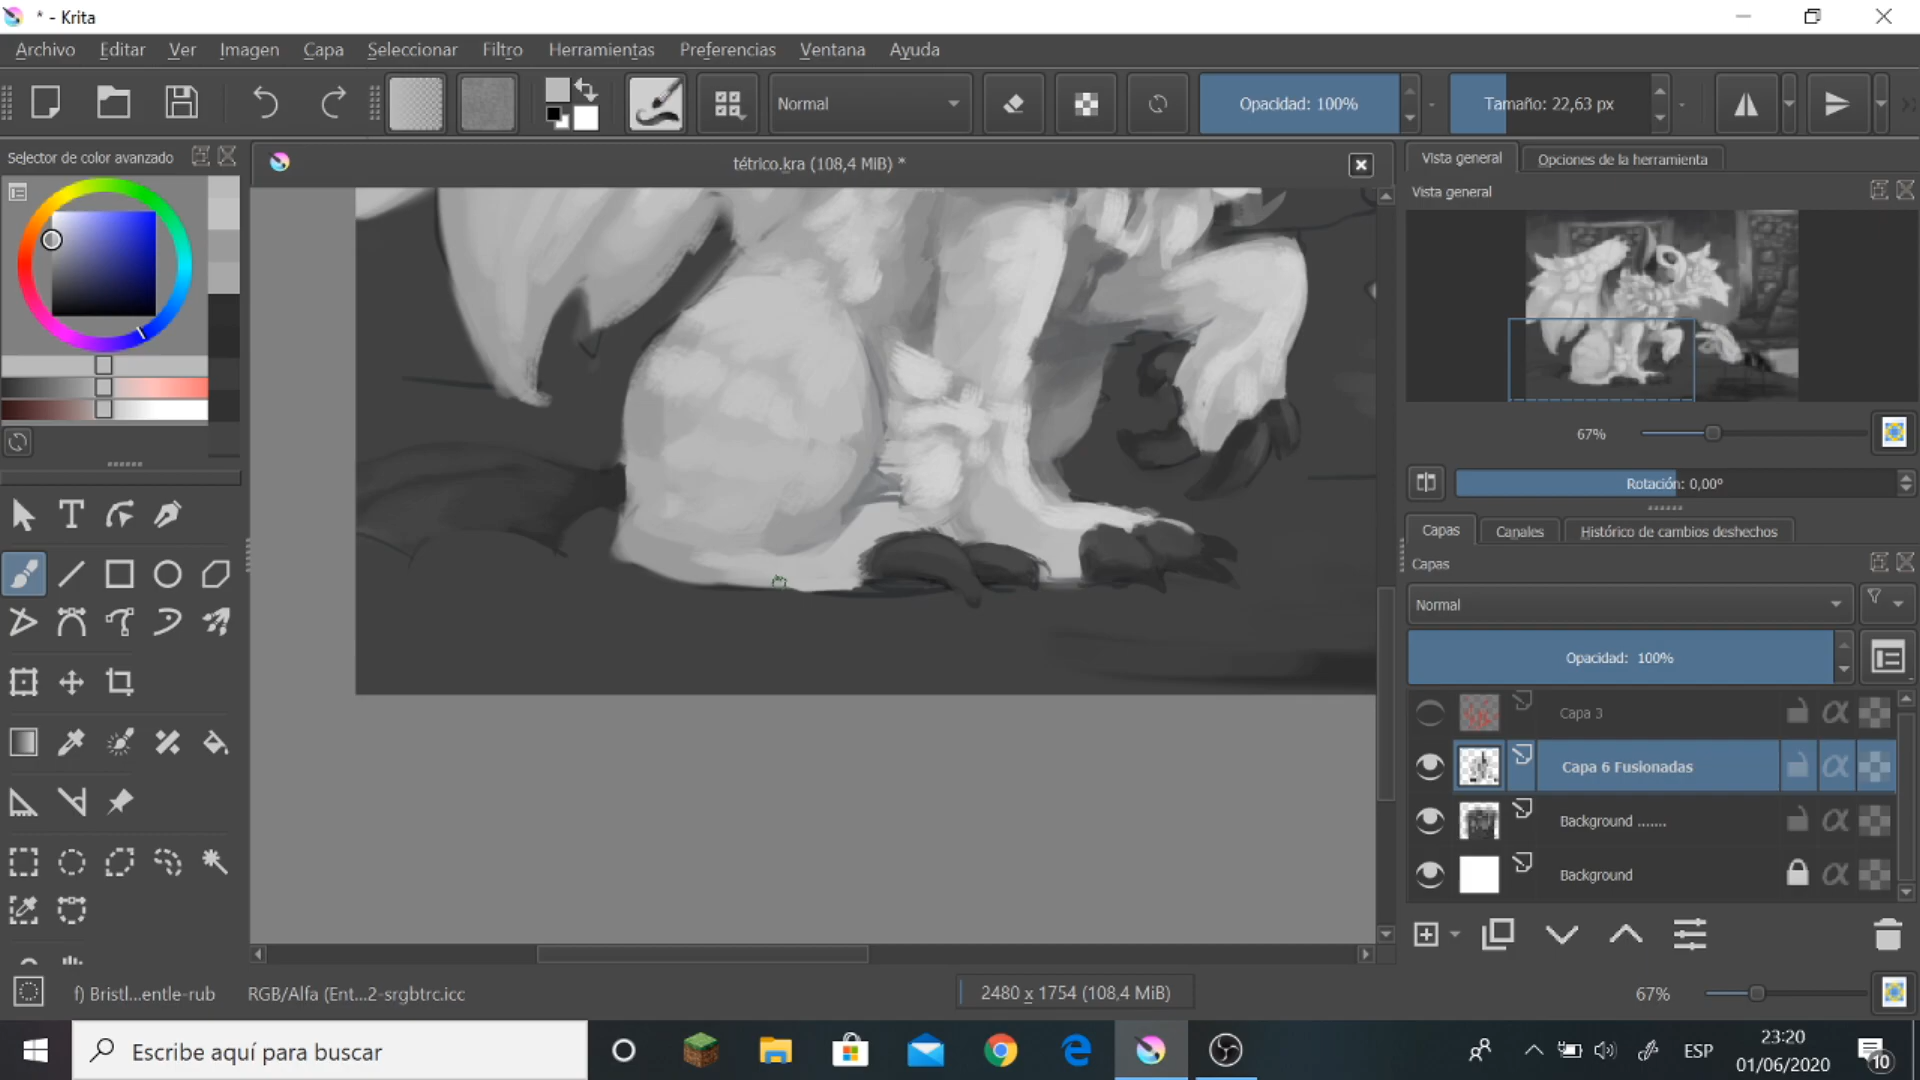 * - Krita
Archivo Editar Ver Imagen Capa Seleccionar Filtro Herramientas Preferencias Ventana Ayuda
Normal Opacidad: 100% Tamaño: 22,63 px
Selector de color avanzado
tétrico.kra (108,4 MiB) *
Vista general Opciones de la herramienta
Vista general
67%
Rotación: 0,00º
Capas Canales Histórico de cambios deshechos
Capas
Normal
Opacidad: 100%
Capa 3
Capa 6 Fusionadas
Background .......
Background
f) Bristl...entle-rub RGB/Alfa (Ent...2-srgbtrc.icc 2480 x 1754 (108,4 MiB) 67%
Escribe aquí para buscar
ESP
23:20
01/06/2020
10